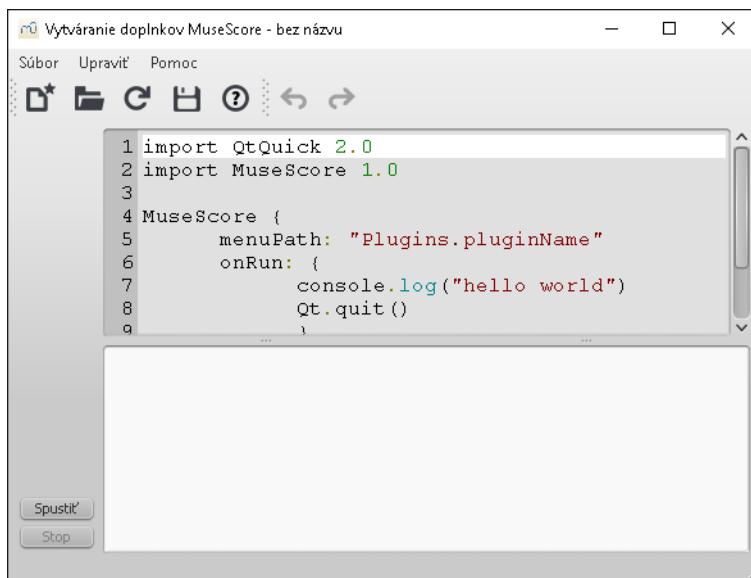 Vytváranie doplnkov MuseScore - bez názvu
Súbor Upraviť Pomoc
1 import QtQuick 2.0
2 import MuseScore 1.0
3
4 MuseScore {
5 menuPath: "Plugins.pluginName"
6 onRun: {
7 console.log("hello world")
8 Qt.quit()
9 }
Spustiť
Stop